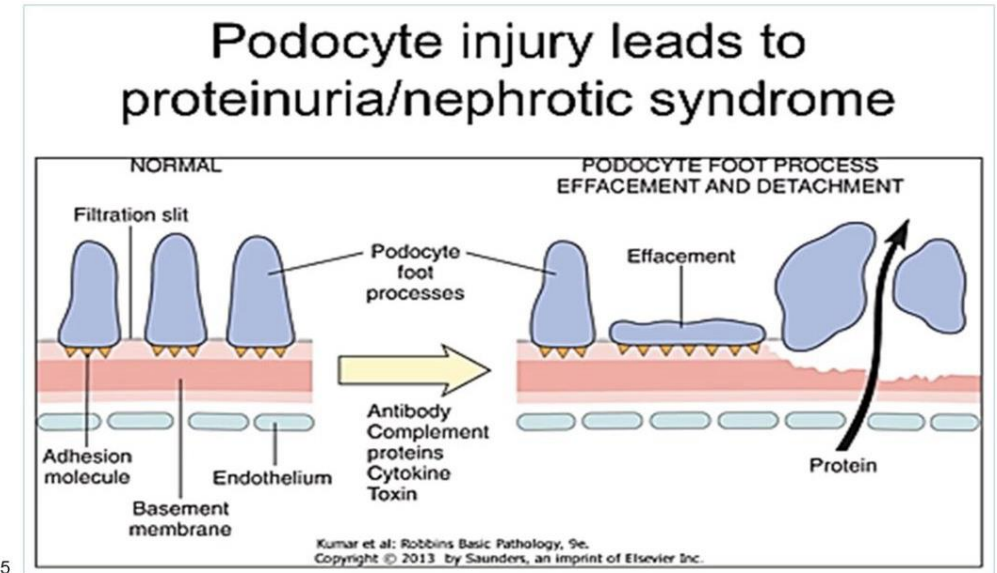 Podocyte injury leads to
proteinuria/nephrotic syndrome
NORMAL
PODOCYTE FOOT PROCESS
EFFACEMENT AND DETACHMENT
Filtration slit
Podocyte
foot
processes
Effacement
Antibody
Complement
proteins
Cytokine
Toxin
Adhesion
molecule
Endothelium
Basement
membrane
Protein
Kumar et al: Robbins Basic Pathology, 9e.
Copyright © 2013 by Saunders, an imprint of Elsevier Inc.
5